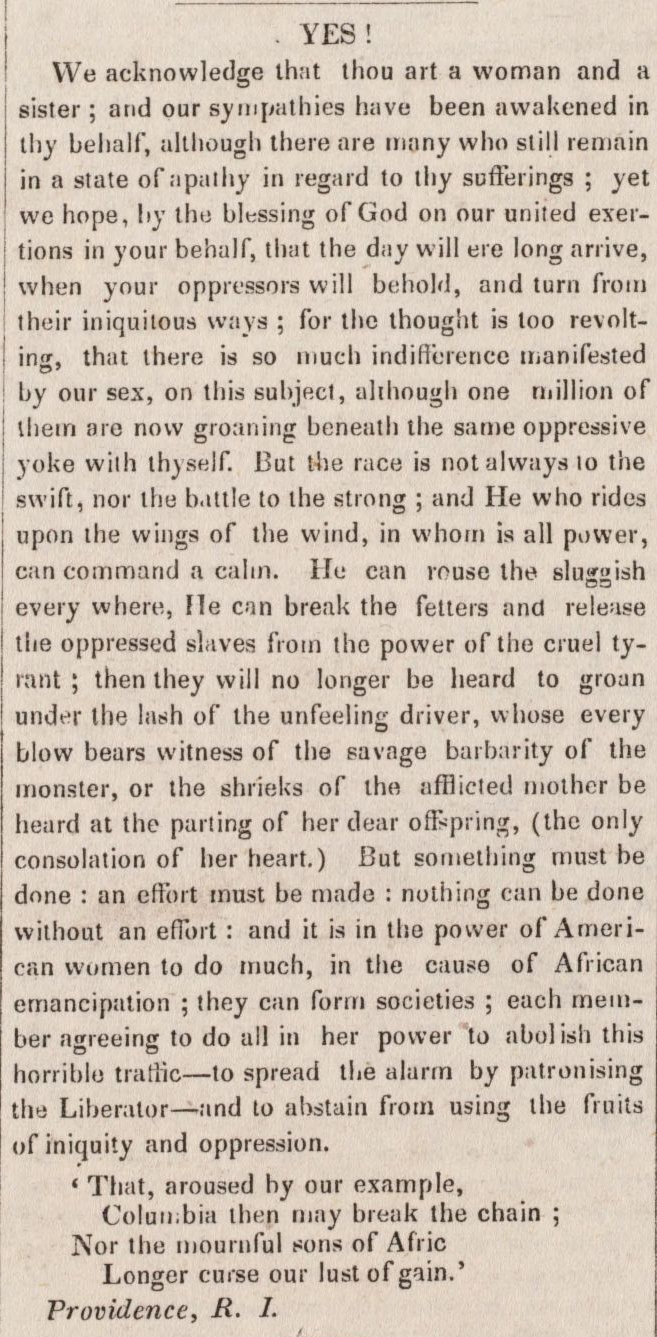 YES!
We acknowledge that thou art a woman and a
sister ; and our sympathies have been awakened in
thy behalf, although there are many who still remain
in a state of apathy in regard to thy sufferings ; yet
we hope, by the blessing of God on our united exer-
tions in your behalf, that the day will ere long arrive,
when your oppressors will behold, and turn from
their iniquitous ways ; for the thought is too revolt-
ing, that there is so much indifference manifested
by our sex, on this subject, although one million of
them are now groaning beneath the same oppressive
yoke with thyself. But the race is not always to the
swift, nor the battle to the strong ; and He who rides
upon the wings of the wind, in whom is all power,
can command a calm. He can rouse the sluggish
every where, He can break the fetters and release
the oppressed slaves from the power of the cruel ty-
rant ; then they will no longer be heard to groan
under the lash of the unfeeling driver, whose every
blow bears witness of the savage barbarity of the
monster, or the shrieks of the afflicted mother be
heard at the parting of her dear offspring, (the only
consolation of her heart.) But something must be
done : an effort must be made : nothing can be done
without an effort : and it is in the power of Ameri-
can women to do much, in the cause of African
emancipation ; they can form societies ; each mem-
ber agreeing to do all in her power to abolish this
horrible traffic—to spread the alarm by patronising
the Liberator—and to abstain from using the fruits
of iniquity and oppression.
‘ That, aroused by our example,
Columbia then may break the chain ;
Nor the mournful sons of Afric
Longer curse our lust of gain.’
Providence, R. I.